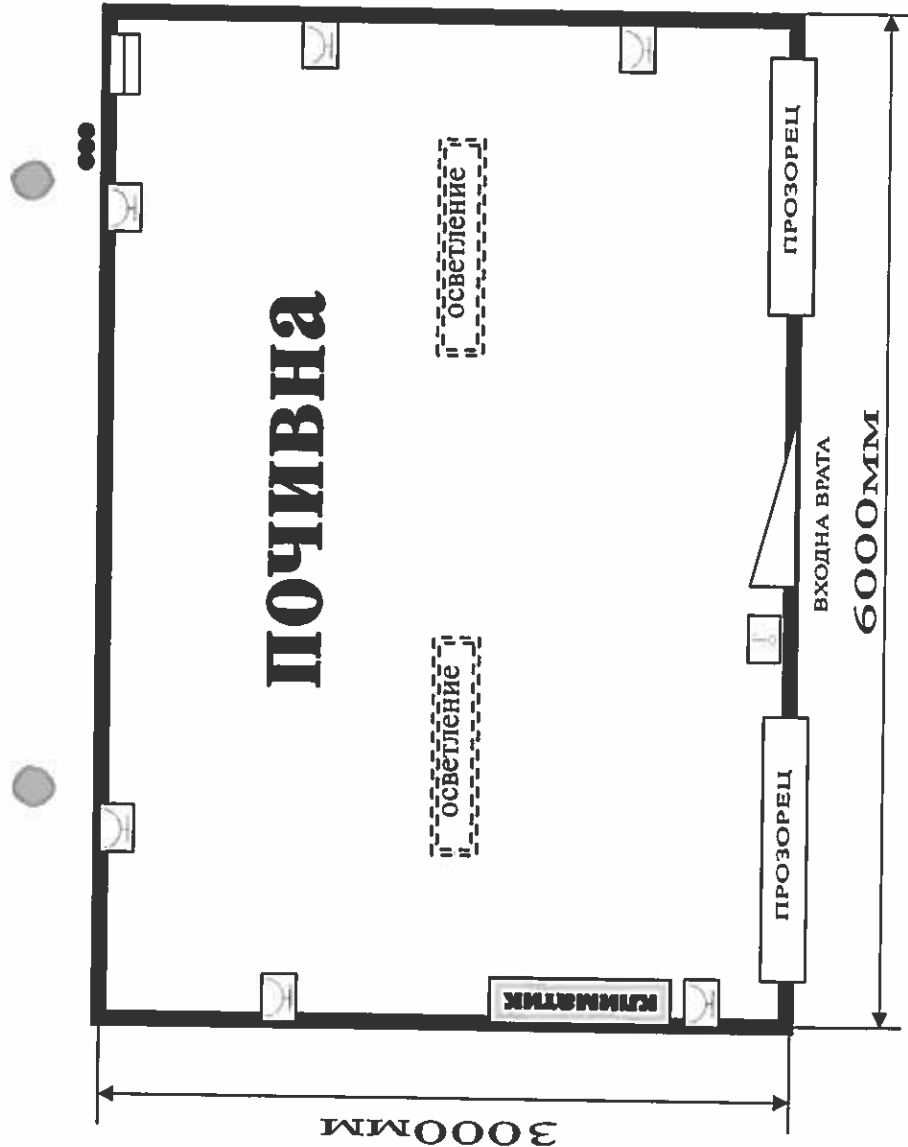 ПОЧИВНА
осветление
осветление
КЛИМАТИК
ПРОЗОРЕЦ
ПРОЗОРЕЦ
ВХОДНА ВРАТА
6000ММ
3000ММ